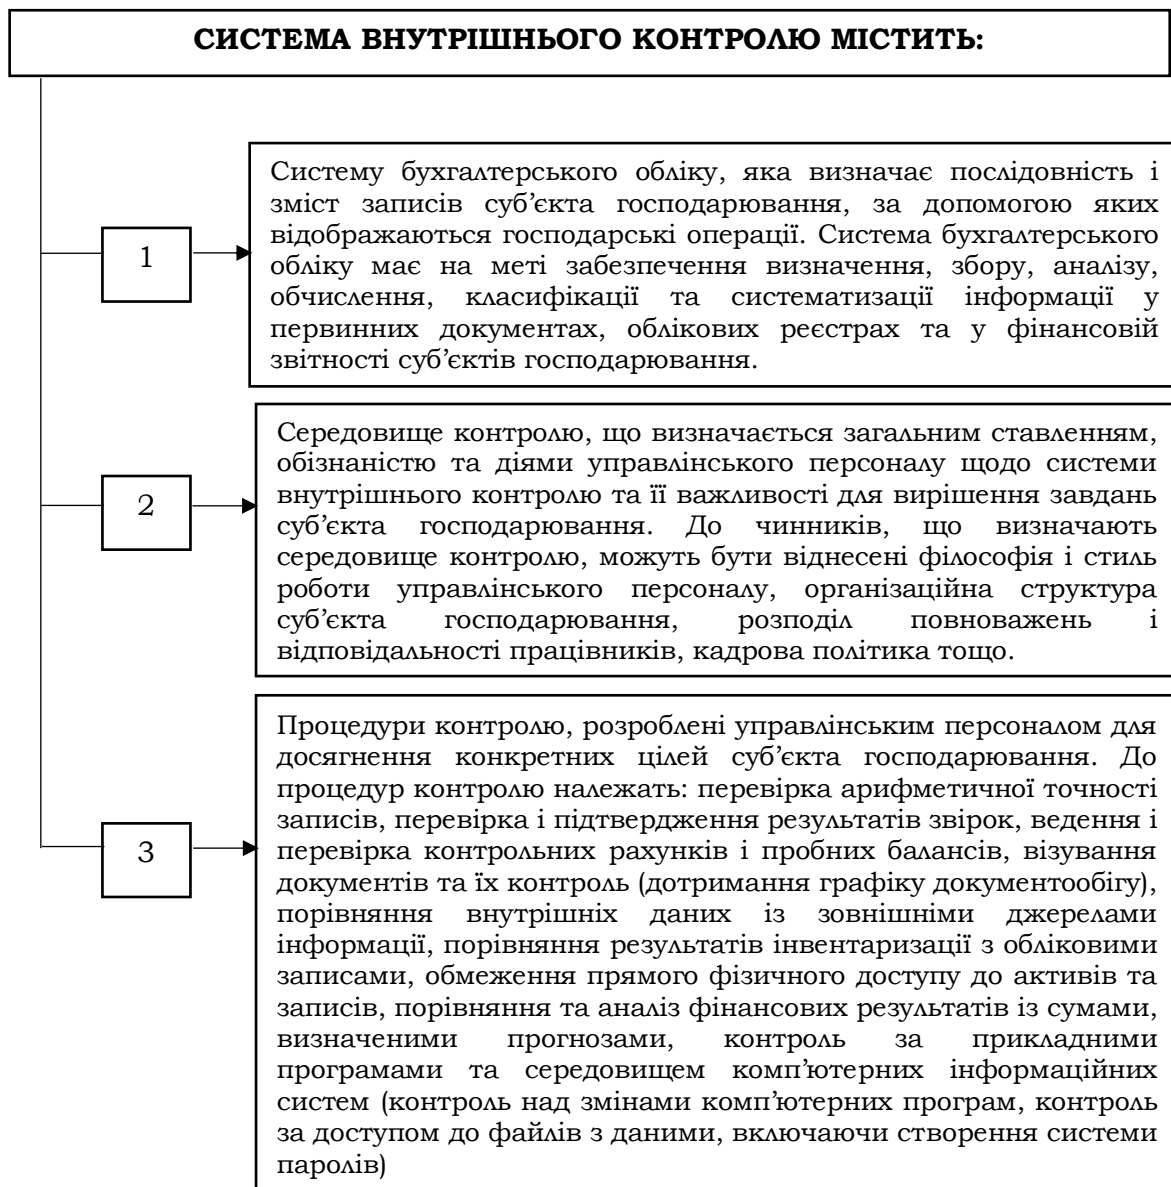 СИСТЕМА ВНУТРІШНЬОГО КОНТРОЛЮ МІСТИТЬ:
1
Систему бухгалтерського обліку, яка визначає послідовність і
зміст записів суб’єкта господарювання, за допомогою яких
відображаються господарські операції. Система бухгалтерського
обліку має на меті забезпечення визначення, збору, аналізу,
обчислення, класифікації та систематизації інформації у
первинних документах, облікових реєстрах та у фінансовій
звітності суб’єктів господарювання.
2
Середовище контролю, що визначається загальним ставленням,
обізнаністю та діями управлінського персоналу щодо системи
внутрішнього контролю та її важливості для вирішення завдань
суб’єкта господарювання. До чинників, що визначають
середовище контролю, можуть бути віднесені філософія і стиль
роботи управлінського персоналу, організаційна структура
суб’єкта господарювання, розподіл повноважень і
відповідальності працівників, кадрова політика тощо.
3
Процедури контролю, розроблені управлінським персоналом для
досягнення конкретних цілей суб’єкта господарювання. До
процедур контролю належать: перевірка арифметичної точності
записів, перевірка і підтвердження результатів звірок, ведення і
перевірка контрольних рахунків і пробних балансів, візування
документів та їх контроль (дотримання графіку документообігу),
порівняння внутрішніх даних із зовнішніми джерелами
інформації, порівняння результатів інвентаризації з обліковими
записами, обмеження прямого фізичного доступу до активів та
записів, порівняння та аналіз фінансових результатів із сумами,
визначеними прогнозами, контроль за прикладними
програмами та середовищем комп’ютерних інформаційних
систем (контроль над змінами комп’ютерних програм, контроль
за доступом до файлів з даними, включаючи створення системи
паролів)